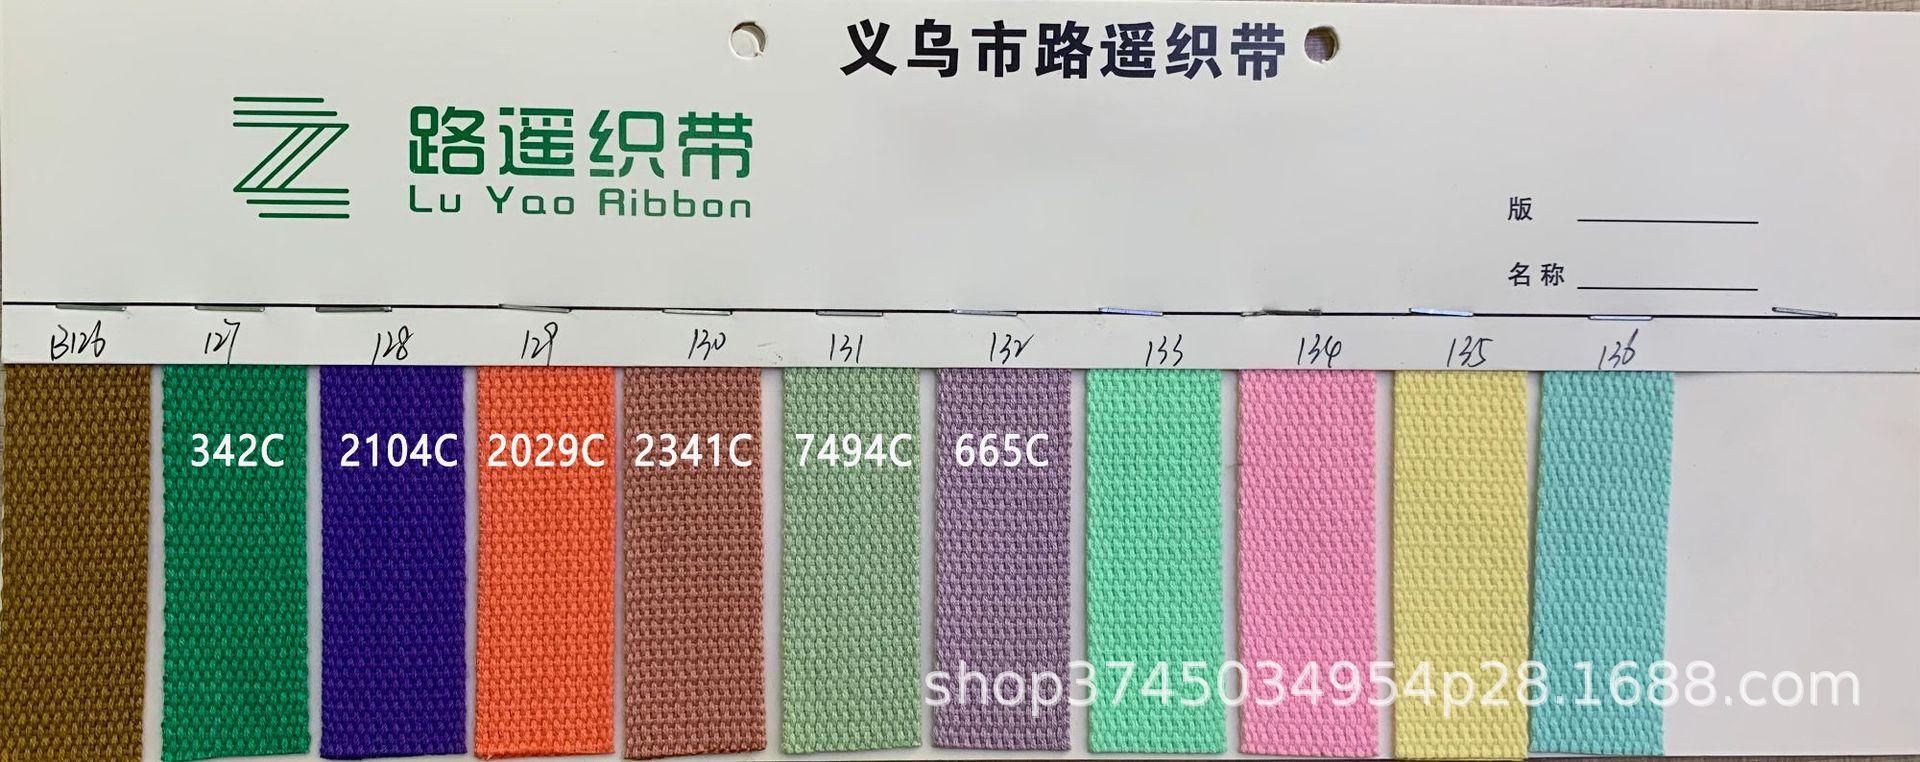 义乌市路遥织带
路遥织带
Lu Yao Ribbon
版
名称
B126 127 128 129 130 131 132 133 134 135 136
342C 2104C 2029C 2341C 7494C 665C
shop3745034954p28.1688.com